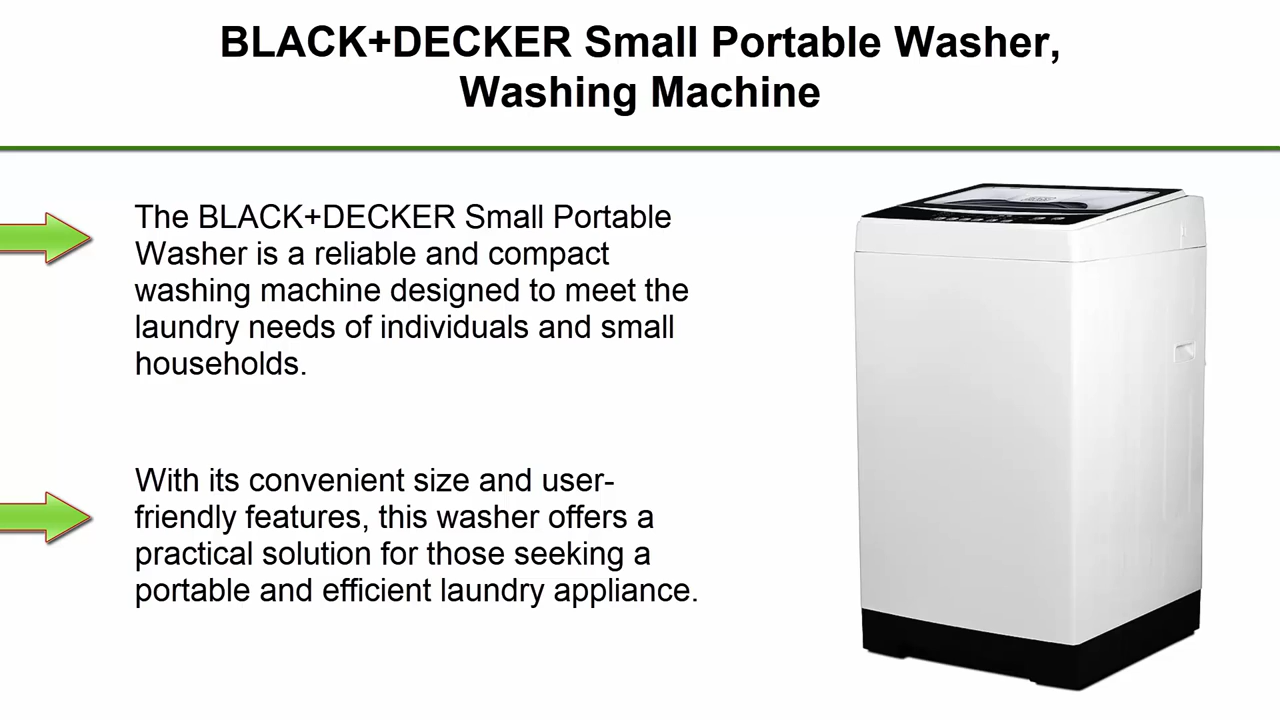 BLACK+DECKER Small Portable Washer,
Washing Machine
The BLACK+DECKER Small Portable
Washer is a reliable and compact
washing machine designed to meet the
laundry needs of individuals and small
households.
With its convenient size and user-
friendly features, this washer offers a
practical solution for those seeking a
portable and efficient laundry appliance.